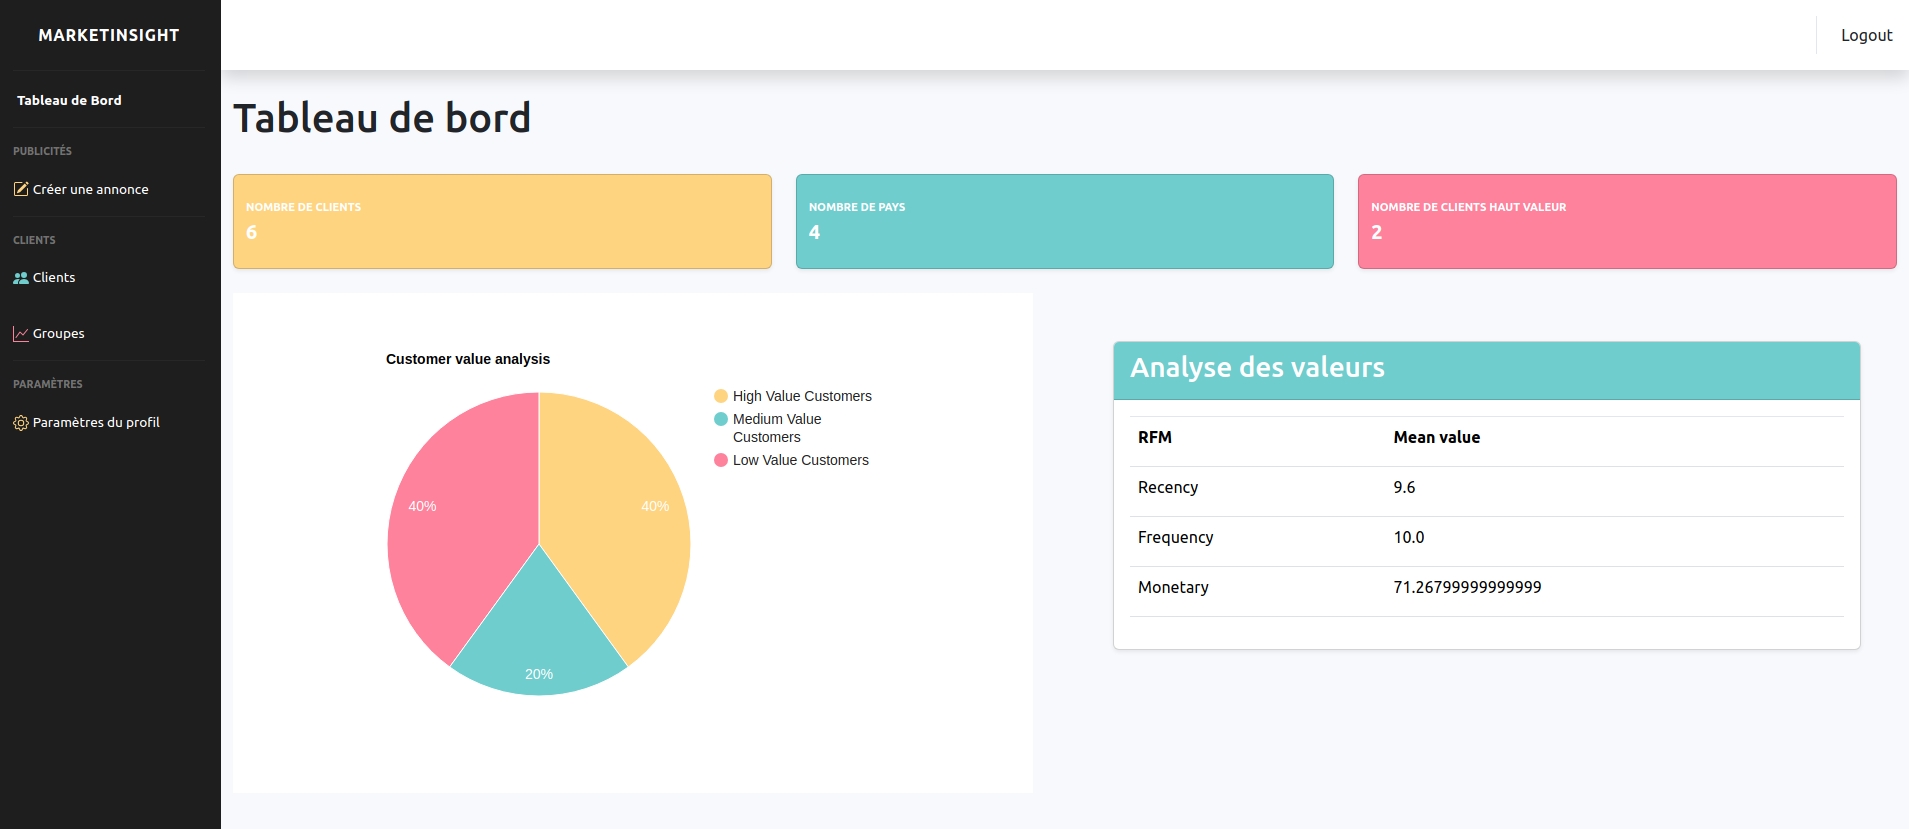 MARKETINSIGHT
Tableau de Bord
PUBLICITÉS
Créer une annonce
CLIENTS
Clients
Groupes
PARAMÈTRES
Paramètres du profil
Logout
Tableau de bord
NOMBRE DE CLIENTS
6
NOMBRE DE PAYS
4
NOMBRE DE CLIENTS HAUT VALEUR
2
Customer value analysis
High Value Customers
Medium Value
Customers
Low Value Customers
40%
40%
20%
Analyse des valeurs
RFM Mean value
Recency 9.6
Frequency 10.0
Monetary 71.26799999999999